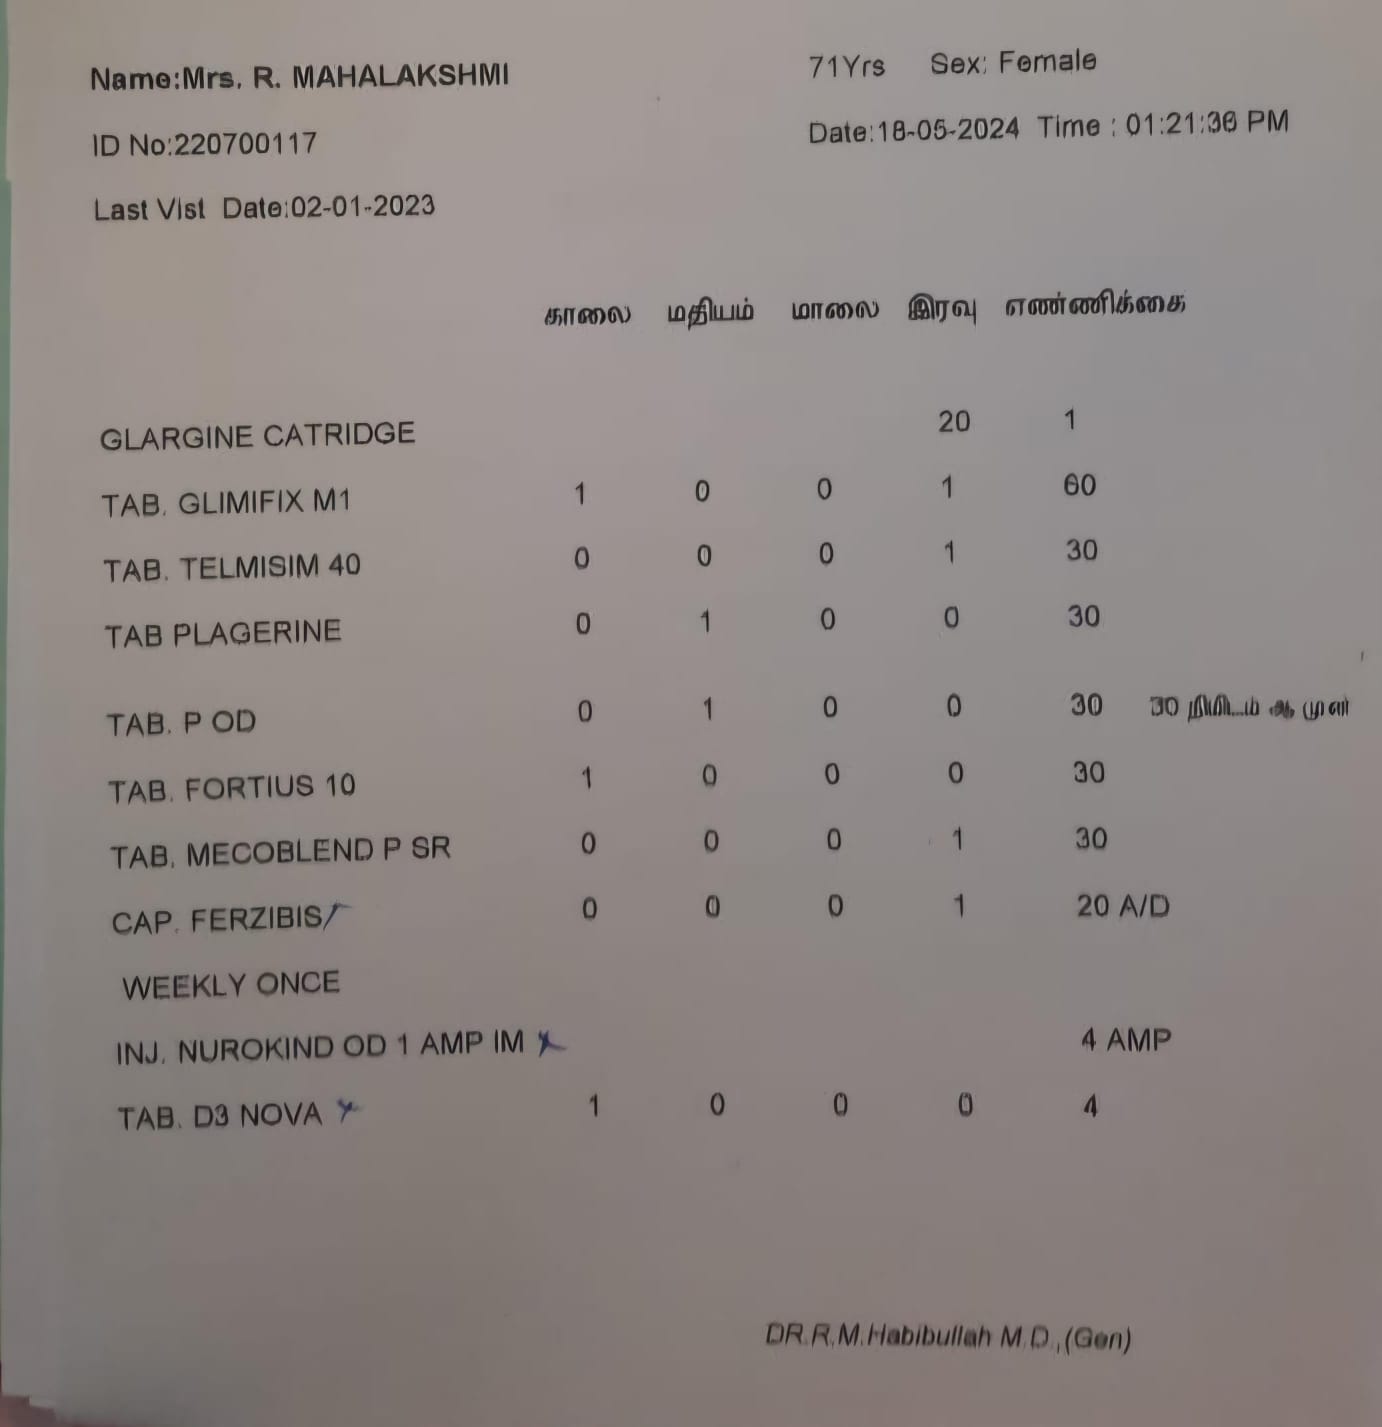 Name:Mrs. R. MAHALAKSHMI 71Yrs Sex: Female
ID No:220700117 Date:18-05-2024 Time : 01:21:36 PM
Last Vist Date:02-01-2023
காலை மதியம் மாலை இரவு எண்ணிக்கை
GLARGINE CATRIDGE 20 1
TAB. GLIMIFIX M1 1 0 0 1 60
TAB. TELMISIM 40 0 0 0 1 30
TAB PLAGERINE 0 1 0 0 30
TAB. P OD 0 1 0 0 30 30 நிமிடம் ஆ முன்
TAB. FORTIUS 10 1 0 0 0 30
TAB. MECOBLEND P SR 0 0 0 1 30
CAP. FERZIBIS 0 0 0 1 20 A/D
WEEKLY ONCE
INJ. NUROKIND OD 1 AMP IM 4 AMP
TAB. D3 NOVA 1 0 0 0 4
DR.R.M.Habibullah M.D.,(Gen)